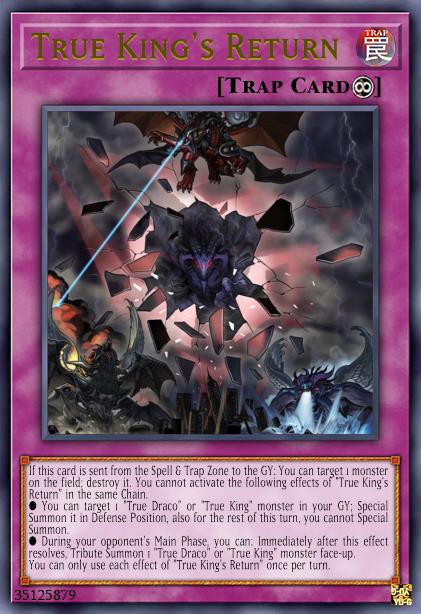 TRUE KING'S RETURN
TRAP
罠
[TRAP CARD∞]
If this card is sent from the Spell & Trap Zone to the GY: You can target 1 monster
on the field; destroy it. You cannot activate the following effects of "True King's
Return" in the same Chain.
● You can target 1 "True Draco" or "True King" monster in your GY; Special
Summon it in Defense Position, also for the rest of this turn, you cannot Special
Summon.
● During your opponent's Main Phase, you can: Immediately after this effect
resolves, Tribute Summon 1 "True Draco" or "True King" monster face-up.
You can only use each effect of "True King's Return" once per turn.
35125879